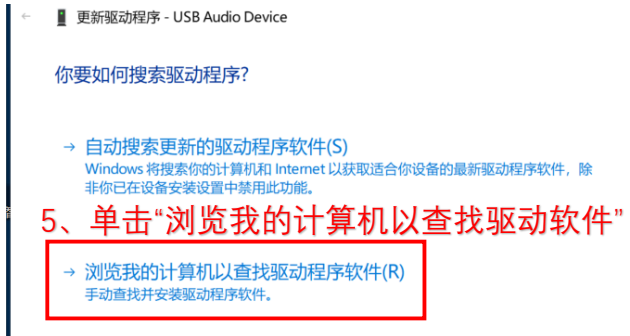 ← 更新驱动程序 - USB Audio Device
你要如何搜索驱动程序?
→ 自动搜索更新的驱动程序软件(S)
Windows 将搜索你的计算机和 Internet 以获取适合你设备的最新驱动程序软件，除
非你已在设备安装设置中禁用此功能。
5、单击“浏览我的计算机以查找驱动软件”
→ 浏览我的计算机以查找驱动程序软件(R)
手动查找并安装驱动程序软件。